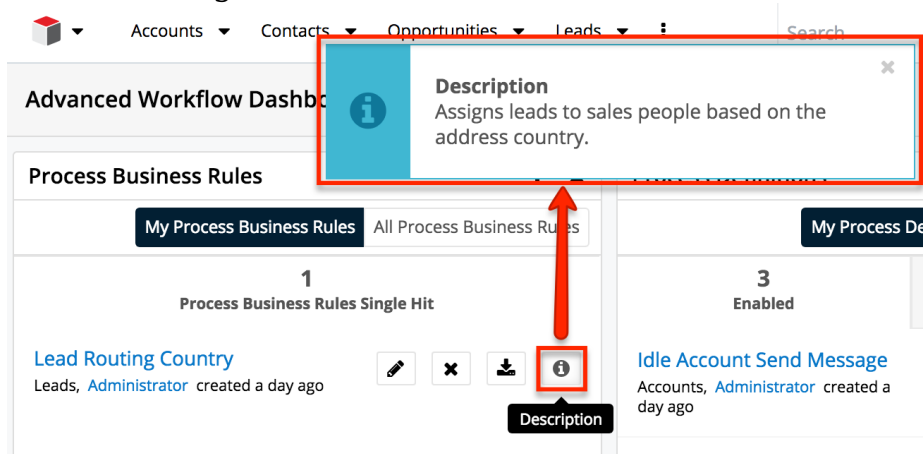 Accounts Contacts Opportunities Leads Search
Description
Assigns leads to sales people based on the
address country.
Advanced Workflow Dashbo
Process Business Rules
My Process Business Rules All Process Business Rules
My Process De
1
Process Business Rules Single Hit
3
Enabled
Lead Routing Country
Leads, Administrator created a day ago
Description
Idle Account Send Message
Accounts, Administrator created a
day ago